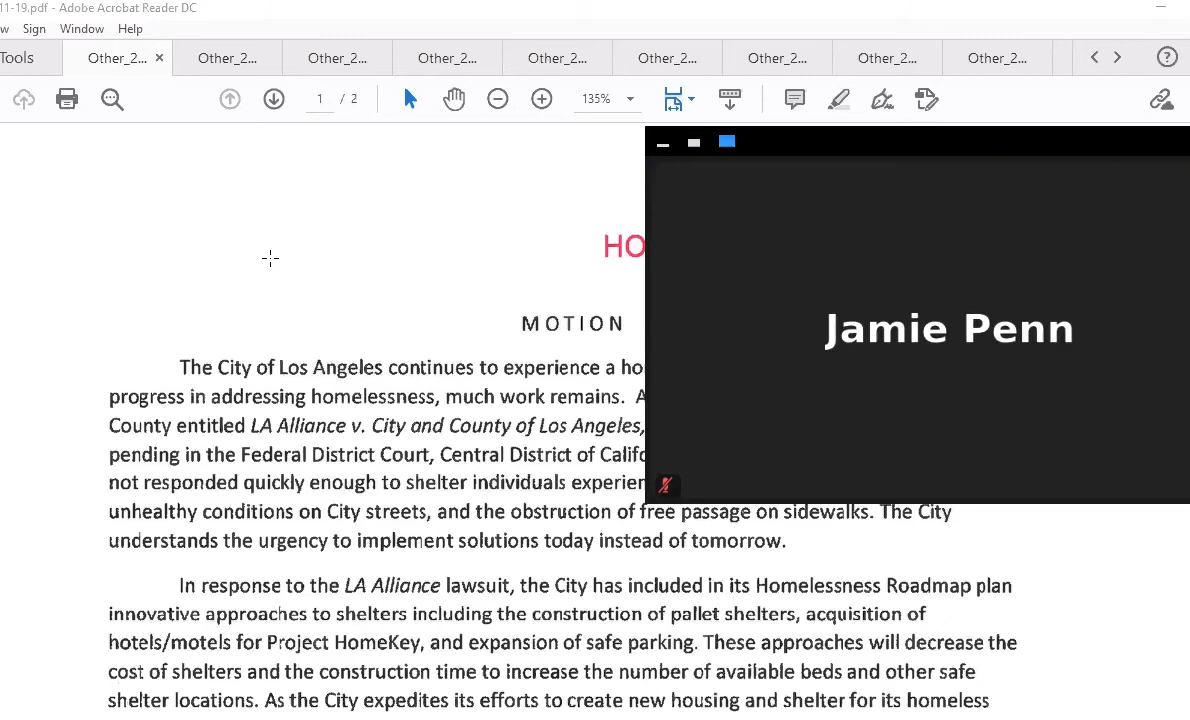 11-19.pdf - Adobe Acrobat Reader DC
w Sign Window Help
Tools Other_2... × Other_2... Other_2... Other_2... Other_2... Other_2... Other_2... Other_2... Other_2...
1 / 2 135%
HO
MOTION
Jamie Penn
The City of Los Angeles continues to experience a ho
progress in addressing homelessness, much work remains. A
County entitled LA Alliance v. City and County of Los Angeles,
pending in the Federal District Court, Central District of Califo
not responded quickly enough to shelter individuals experien
unhealthy conditions on City streets, and the obstruction of free passage on sidewalks. The City
understands the urgency to implement solutions today instead of tomorrow.
In response to the LA Alliance lawsuit, the City has included in its Homelessness Roadmap plan
innovative approaches to shelters including the construction of pallet shelters, acquisition of
hotels/motels for Project HomeKey, and expansion of safe parking. These approaches will decrease the
cost of shelters and the construction time to increase the number of available beds and other safe
shelter locations. As the City expedites its efforts to create new housing and shelter for its homeless